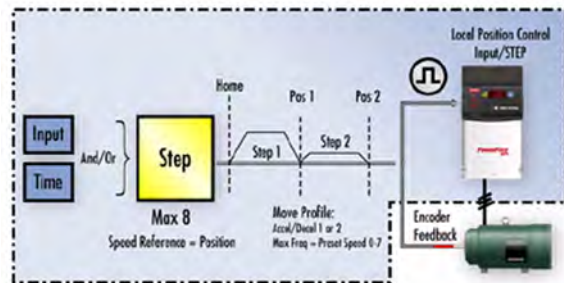 Local Position Control
Input/STEP
Home
Pos 1
Pos 2
Input
Time
And/Or
Step
Step 1
Step 2
Max 8
Speed Reference = Position
Move Profile:
Accel/Decel 1 or 2
Max Freq = Preset Speed 0-7
Encoder
Feedback
PowerFlex